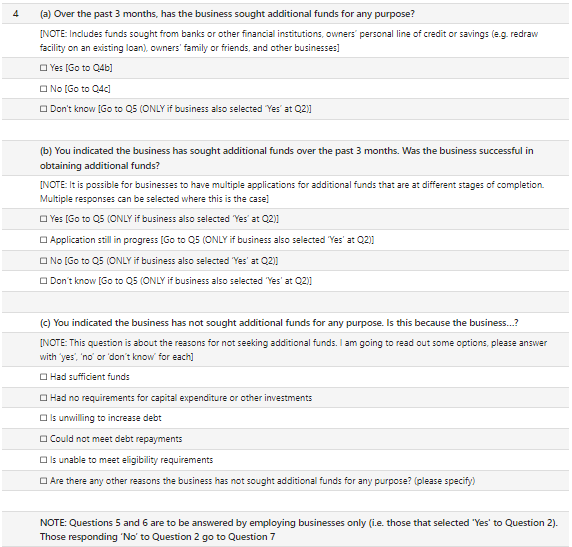 4 (a) Over the past 3 months, has the business sought additional funds for any purpose?
[NOTE: Includes funds sought from banks or other financial institutions, owners' personal line of credit or savings (e.g. redraw
facility on an existing loan), owners' family or friends, and other businesses]
☐ Yes [Go to Q4b]
☐ No [Go to Q4c]
☐ Don't know [Go to Q5 (ONLY if business also selected 'Yes' at Q2)]
(b) You indicated the business has sought additional funds over the past 3 months. Was the business successful in
obtaining additional funds?
[NOTE: It is possible for businesses to have multiple applications for additional funds that are at different stages of completion.
Multiple responses can be selected where this is the case]
☐ Yes [Go to Q5 (ONLY if business also selected 'Yes' at Q2)]
☐ Application still in progress [Go to Q5 (ONLY if business also selected 'Yes' at Q2)]
☐ No [Go to Q5 (ONLY if business also selected 'Yes' at Q2)]
☐ Don't know [Go to Q5 (ONLY if business also selected 'Yes' at Q2)]
(c) You indicated the business has not sought additional funds for any purpose. Is this because the business...?
[NOTE: This question is about the reasons for not seeking additional funds. I am going to read out some options, please answer
with 'yes', 'no' or 'don't know' for each]
☐ Had sufficient funds
☐ Had no requirements for capital expenditure or other investments
☐ Is unwilling to increase debt
☐ Could not meet debt repayments
☐ Is unable to meet eligibility requirements
☐ Are there any other reasons the business has not sought additional funds for any purpose? (please specify)
NOTE: Questions 5 and 6 are to be answered by employing businesses only (i.e. those that selected 'Yes' to Question 2).
Those responding 'No' to Question 2 go to Question 7